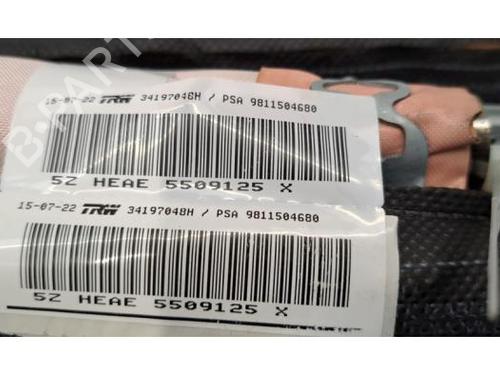 15-07-22 TRW 34197048H / PSA 9811504680
5Z HEAE 5509125 X
15-07-22 TRW 34197048H / PSA 9811504680
5Z HEAE 5509125 X
B-PARTS